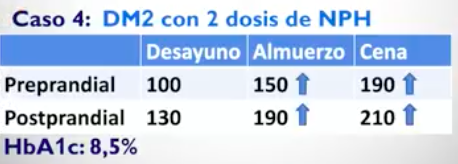 Caso 4: DM2 con 2 dosis de NPH
Desayuno Almuerzo Cena
Preprandial 100 150 ⬆ 190 ⬆
Postprandial 130 190 ⬆ 210 ⬆
HbA1c: 8,5%